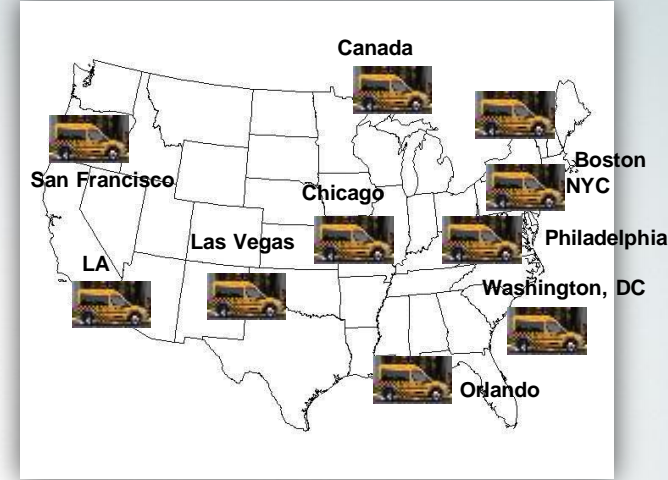 Canada
Boston
San Francisco
NYC
Chicago
Las Vegas
Philadelphia
LA
Washington, DC
Orlando